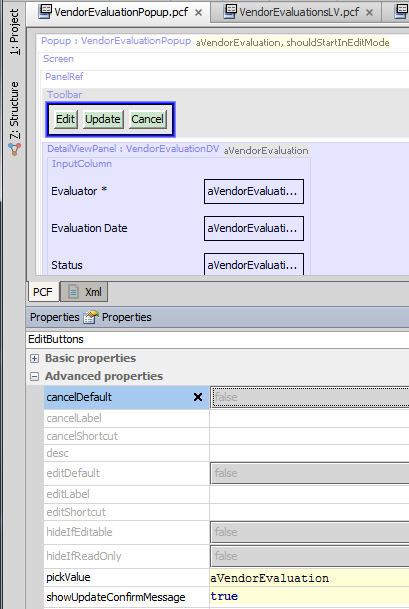 VendorEvaluationPopup.pcf × VendorEvaluationsLV.pcf ×
1: Project
7: Structure
Popup : VendorEvaluationPopup aVendorEvaluation, shouldStartInEditMode
Screen
PanelRef
Toolbar
Edit Update Cancel
DetailViewPanel : VendorEvaluationDV aVendorEvaluation
InputColumn
Evaluator * aVendorEvaluati...
Evaluation Date aVendorEvaluati...
Status aVendorEvaluati...
PCF Xml
Properties Properties
EditButtons
Basic properties
Advanced properties
cancelDefault false
cancelLabel
cancelShortcut
desc
editDefault false
editLabel
editShortcut
hideIfEditable false
hideIfReadOnly false
pickValue aVendorEvaluation
showUpdateConfirmMessage true